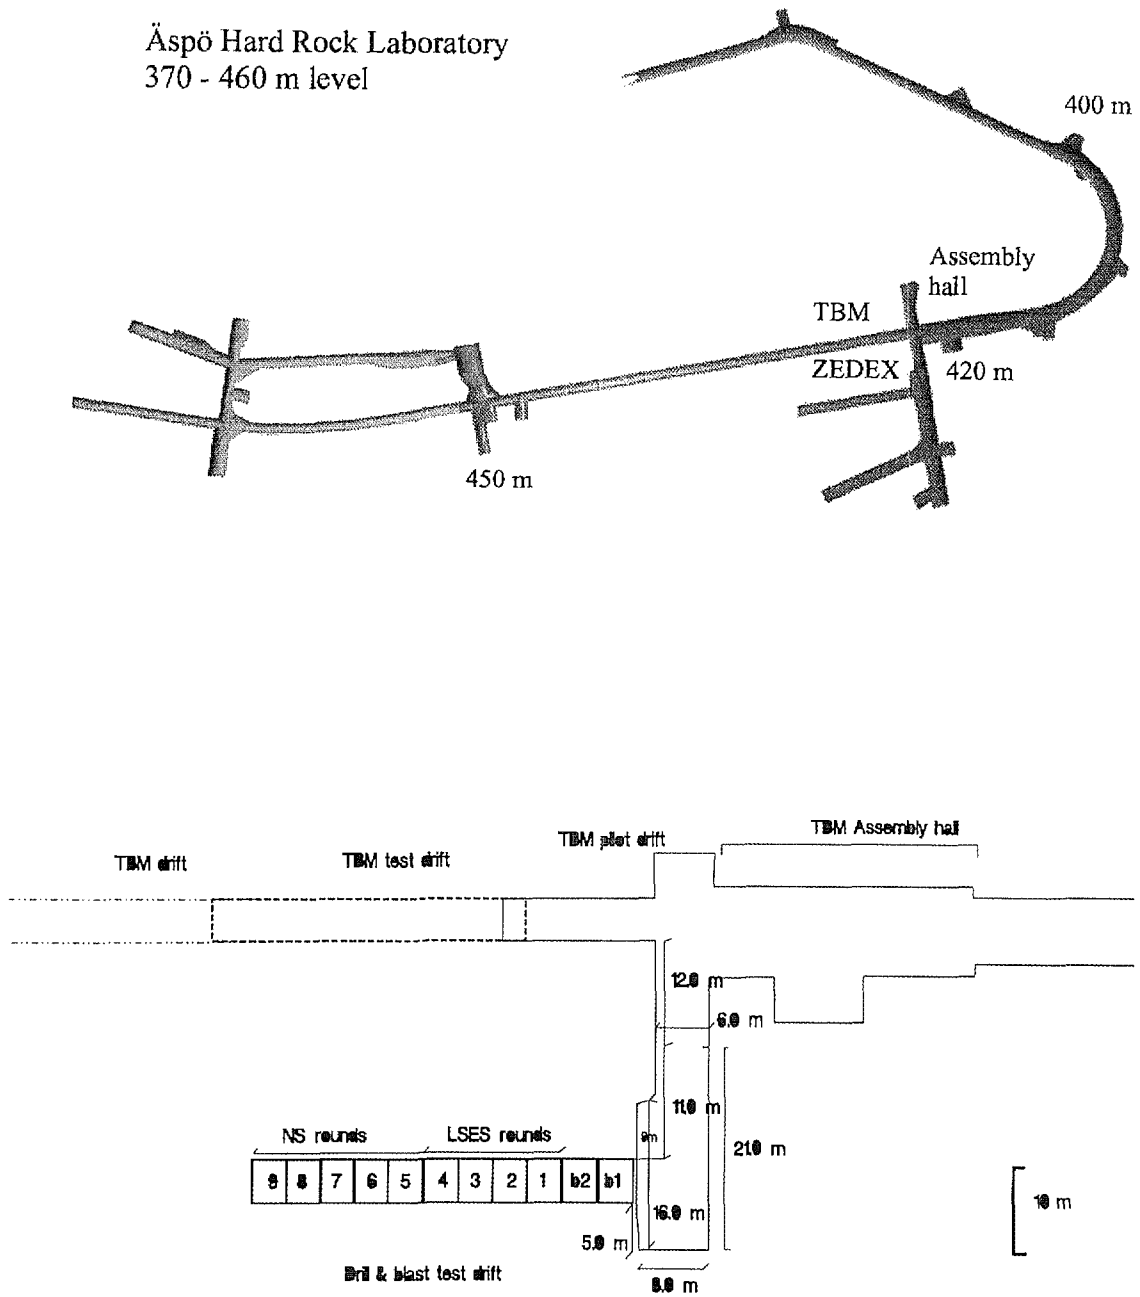 Äspö Hard Rock Laboratory
370 - 460 m level
400 m
Assembly
hall
TBM
ZEDEX
420 m
450 m
TBM Assembly hall
TBM pilot drift
TBM test drift
TBM drift
12.0 m
6.0 m
11.0 m
9m
21.0 m
NS rounds
LSES rounds
9 8 7 6 5 4 3 2 1 b2 b1
16.0 m
10 m
5.0 m
Drill & blast test drift
8.0 m